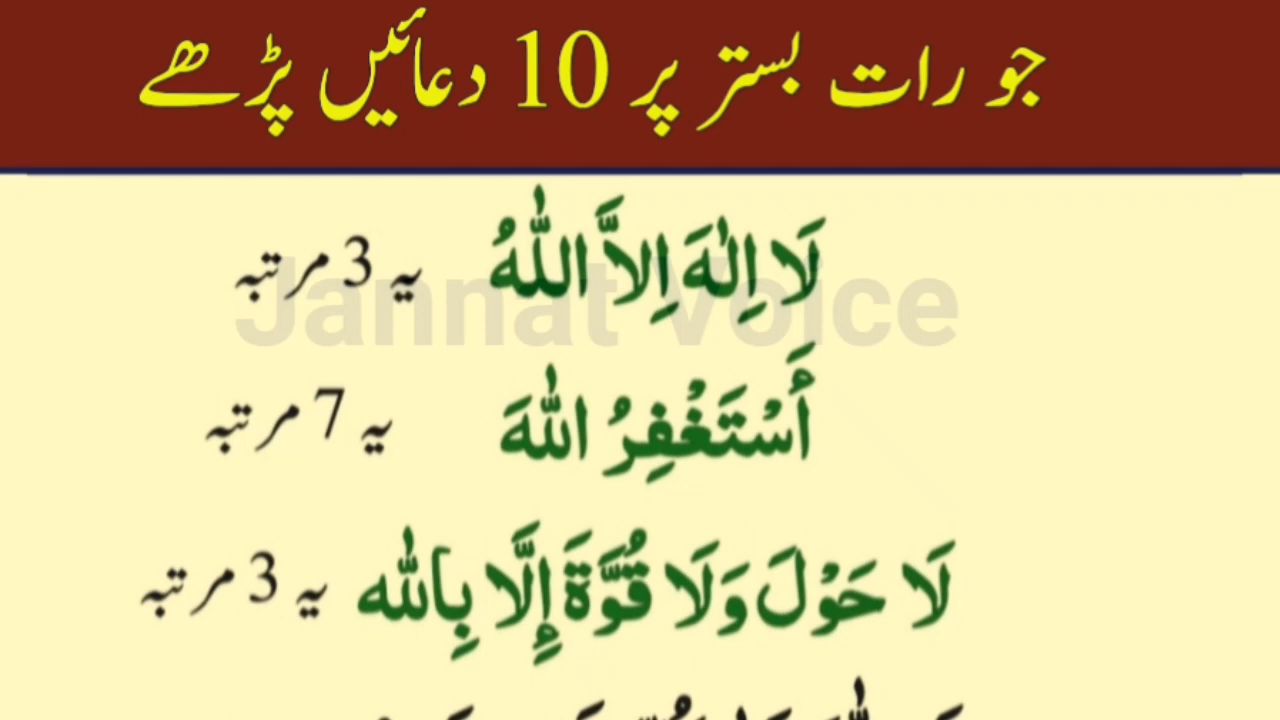 جو رات بستر پر 10 دعائیں پڑھے
لَا اِلٰهَ اِلاَّ اللّٰهُ یہ 3 مرتبہ
Jannat Voice
أَسْتَغْفِرُ اللّٰهَ یہ 7 مرتبہ
لَا حَوْلَ وَلَا قُوَّةَ إِلَّا بِاللّٰه یہ 3 مرتبہ